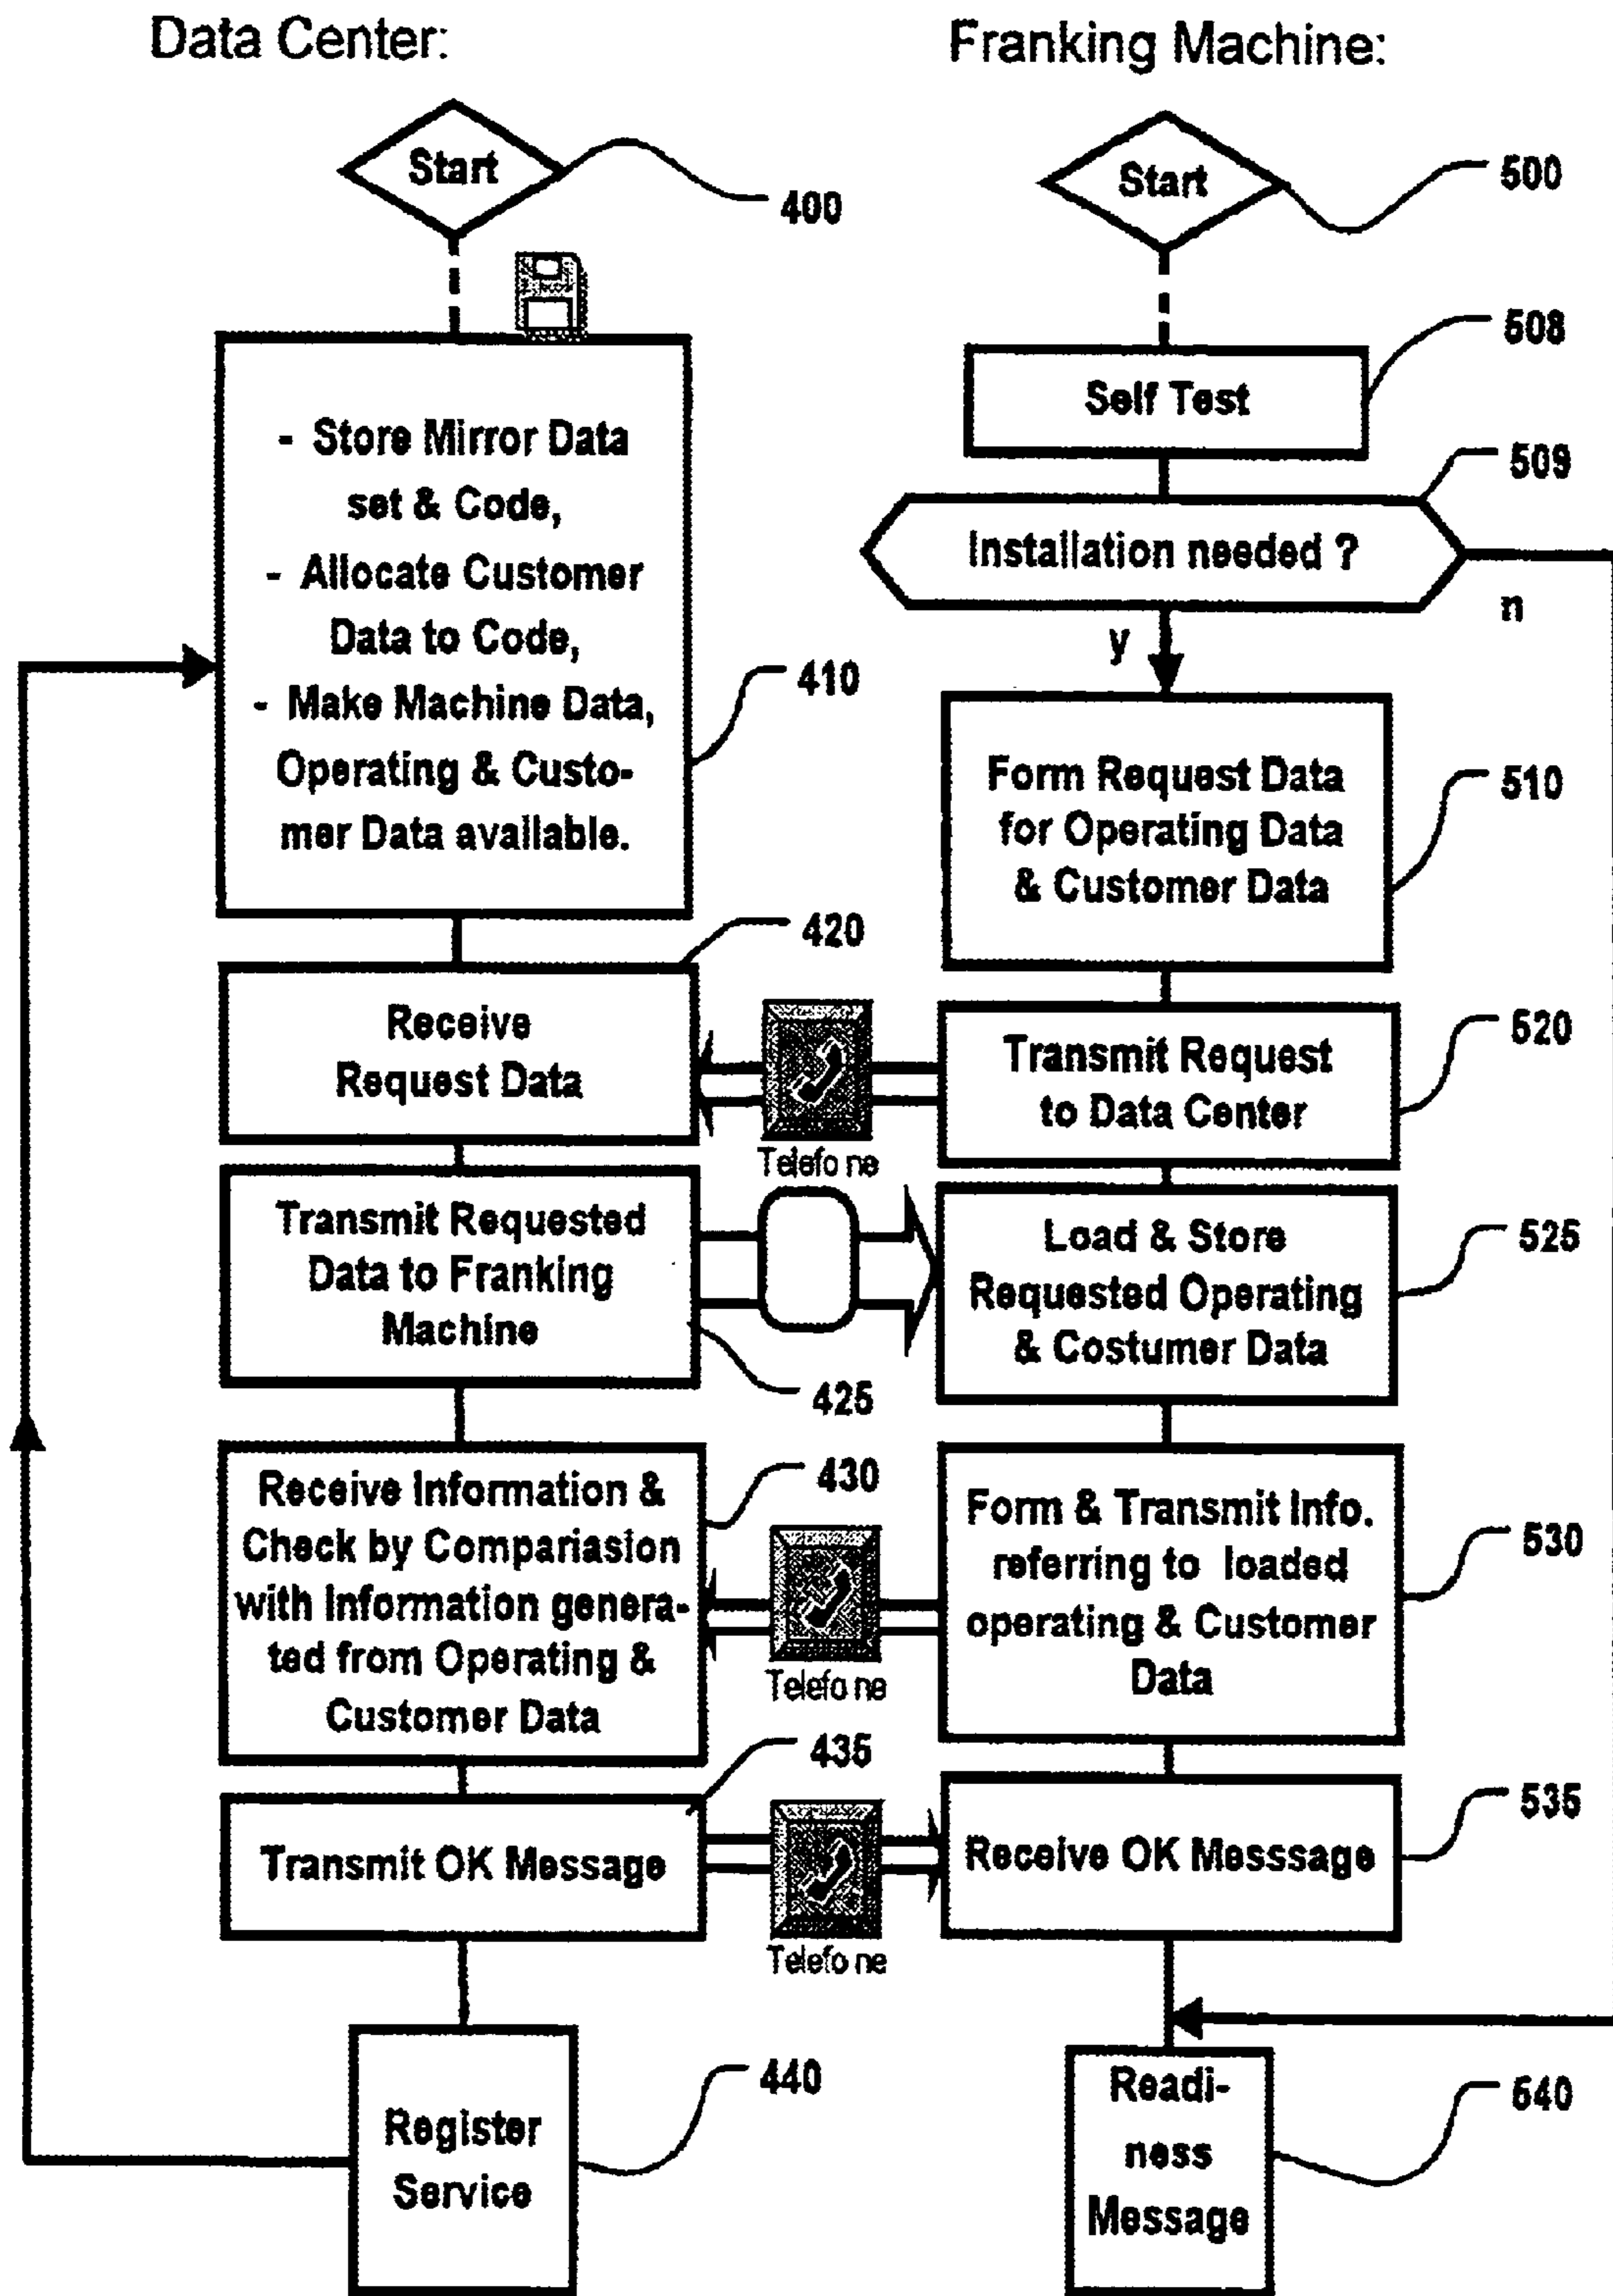 Data Center:
Franking Machine:
Start
400
- Store Mirror Data
set & Code,
- Allocate Customer
Data to Code,
- Make Machine Data,
Operating & Custo-
mer Data available.
410
Receive
Request Data
420
Transmit Requested
Data to Franking
Machine
425
Receive Information &
Check by Compariasion
with Information genera-
ted from Operating &
Customer Data
430
Transmit OK Message
435
Register
Service
440
Telefo ne
Telefo ne
Telefo ne
Start
500
Self Test
508
Installation needed ?
509
n
y
Form Request Data
for Operating Data
& Customer Data
510
Transmit Request
to Data Center
520
Load & Store
Requested Operating
& Costumer Data
525
Form & Transmit Info.
referring to loaded
operating & Customer
Data
530
Receive OK Messsage
535
Readi-
ness
Message
540